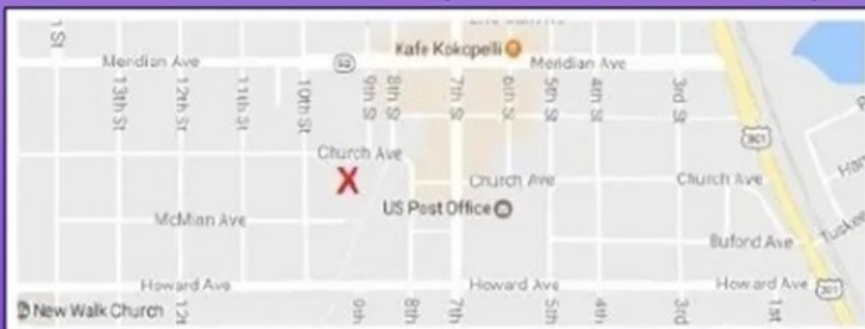 Kafe Kokopelli
Meridian Ave
52
Meridian Ave
13th St
12th St
11th St
10th St
9th St
8th St
7th St
6th St
5th St
4th St
3rd St
301
Church Ave
X
Church Ave
Church Ave
US Post Office
McMian Ave
Buford Ave
Howard Ave
Howard Ave
Howard Ave
301
New Walk Church
9th
8th
7th
5th
4th
3rd
1st